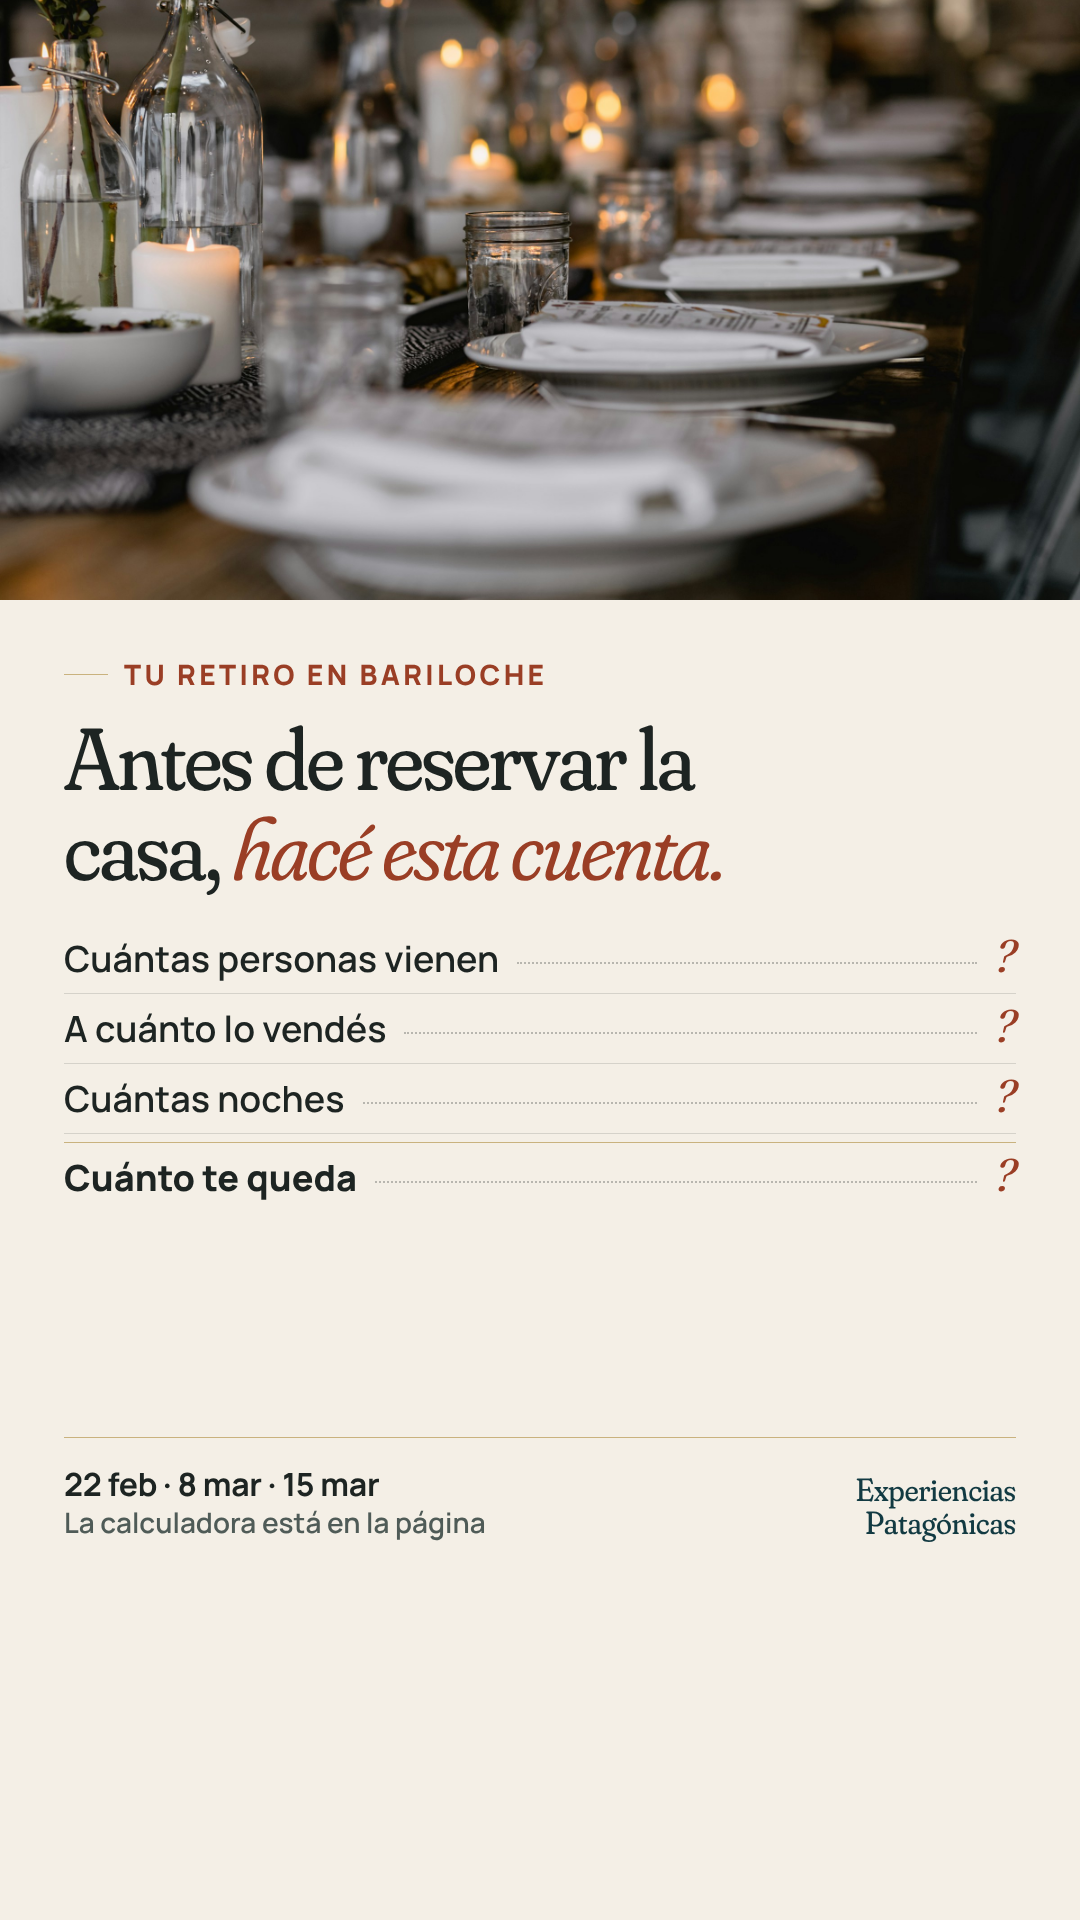 TU RETIRO EN BARILOCHE
Antes de reservar la
casa, hacé esta cuenta.
Cuántas personas vienen ?
A cuánto lo vendés ?
Cuántas noches ?
Cuánto te queda ?
22 feb · 8 mar · 15 mar
La calculadora está en la página
Experiencias
Patagónicas